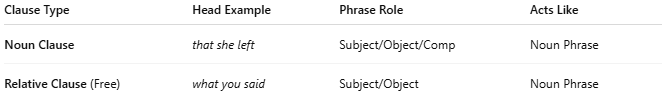 Clause Type Head Example Phrase Role Acts Like
Noun Clause that she left Subject/Object/Comp Noun Phrase
Relative Clause (Free) what you said Subject/Object Noun Phrase